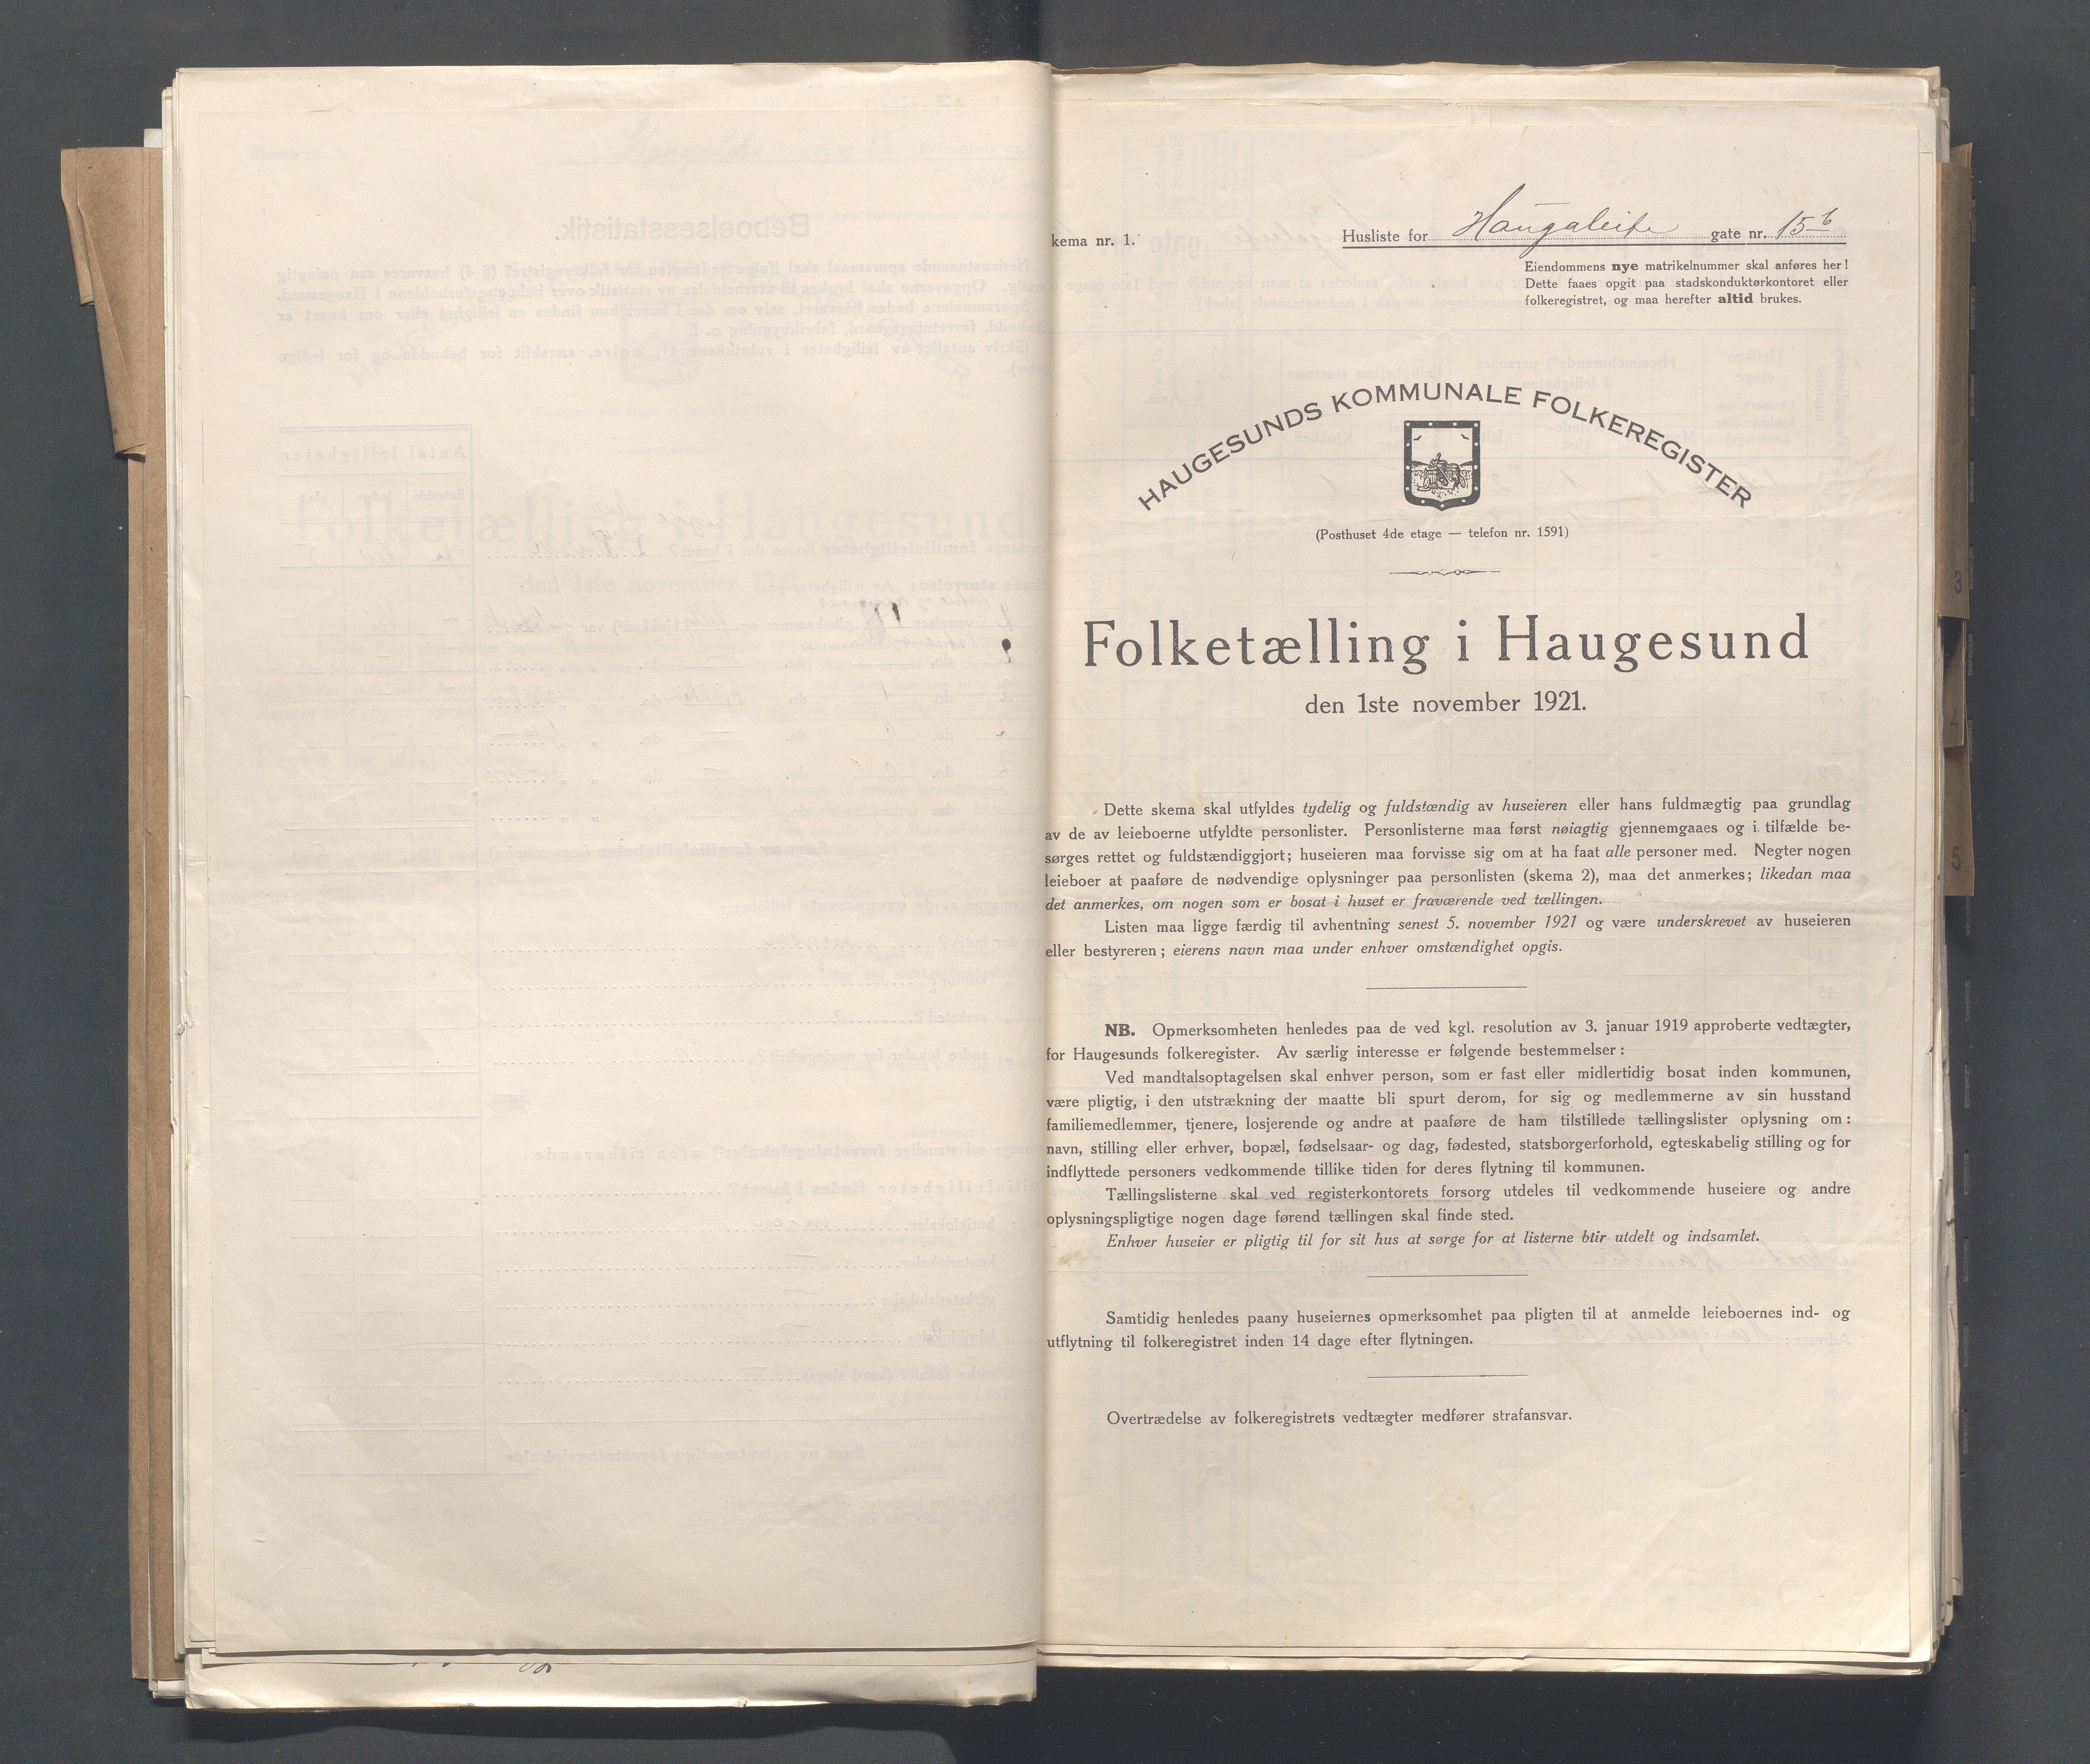 kema nr. 1.
Husliste for Haugaleite gate nr. 15 b
Eiendommens nye matrikelnummer skal anføres her!
Dette faaes opgit paa stadskonduktørkontoret eller
folkeregistret, og maa herefter altid brukes.
HAUGESUNDS KOMMUNALE FOLKEREGISTER
(Posthuset 4de etage — telefon nr. 1591)
Folketælling i Haugesund
den 1ste november 1921.
Dette skema skal utfyldes tydelig og fuldstændig av huseieren eller hans fuldmægtig paa grundlag
av de av leieboerne utfyldte personlister. Personlisterne maa først nøiagtig gjennemgaaes og i tilfælde be-
sørges rettet og fuldstændiggjort; huseieren maa forvisse sig om at ha faat alle personer med. Negter nogen
leieboer at paaføre de nødvendige oplysninger paa personlisten (skema 2), maa det anmerkes; likedan maa
det anmerkes, om nogen som er bosat i huset er fraværende ved tællingen.
Listen maa ligge færdig til avhentning senest 5. november 1921 og være underskrevet av huseieren
eller bestyreren; eierens navn maa under enhver omstændighet opgis.
NB. Opmerksomheten henledes paa de ved kgl. resolution av 3. januar 1919 approberte vedtægter,
for Haugesunds folkeregister. Av særlig interesse er følgende bestemmelser:
Ved mandtalsoptagelsen skal enhver person, som er fast eller midlertidig bosat inden kommunen,
være pligtig, i den utstrækning der maatte bli spurt derom, for sig og medlemmerne av sin husstand
familiemedlemmer, tjenere, losjerende og andre at paaføre de ham tilstillede tællingslister oplysning om:
navn, stilling eller erhver, bopæl, fødselsaar- og dag, fødested, statsborgerforhold, egteskabelig stilling og for
indflyttede personers vedkommende tillike tiden for deres flytning til kommunen.
Tællingslisterne skal ved registerkontorets forsorg utdeles til vedkommende huseiere og andre
oplysningspligtige nogen dage førend tællingen skal finde sted.
Enhver huseier er pligtig til for sit hus at sørge for at listerne blir utdelt og indsamlet.
Samtidig henledes paany huseiernes opmerksomhet paa pligten til at anmelde leieboernes ind- og
utflytning til folkeregistret inden 14 dage efter flytningen.
Overtrædelse av folkeregistrets vedtægter medfører strafansvar.
3
4
5